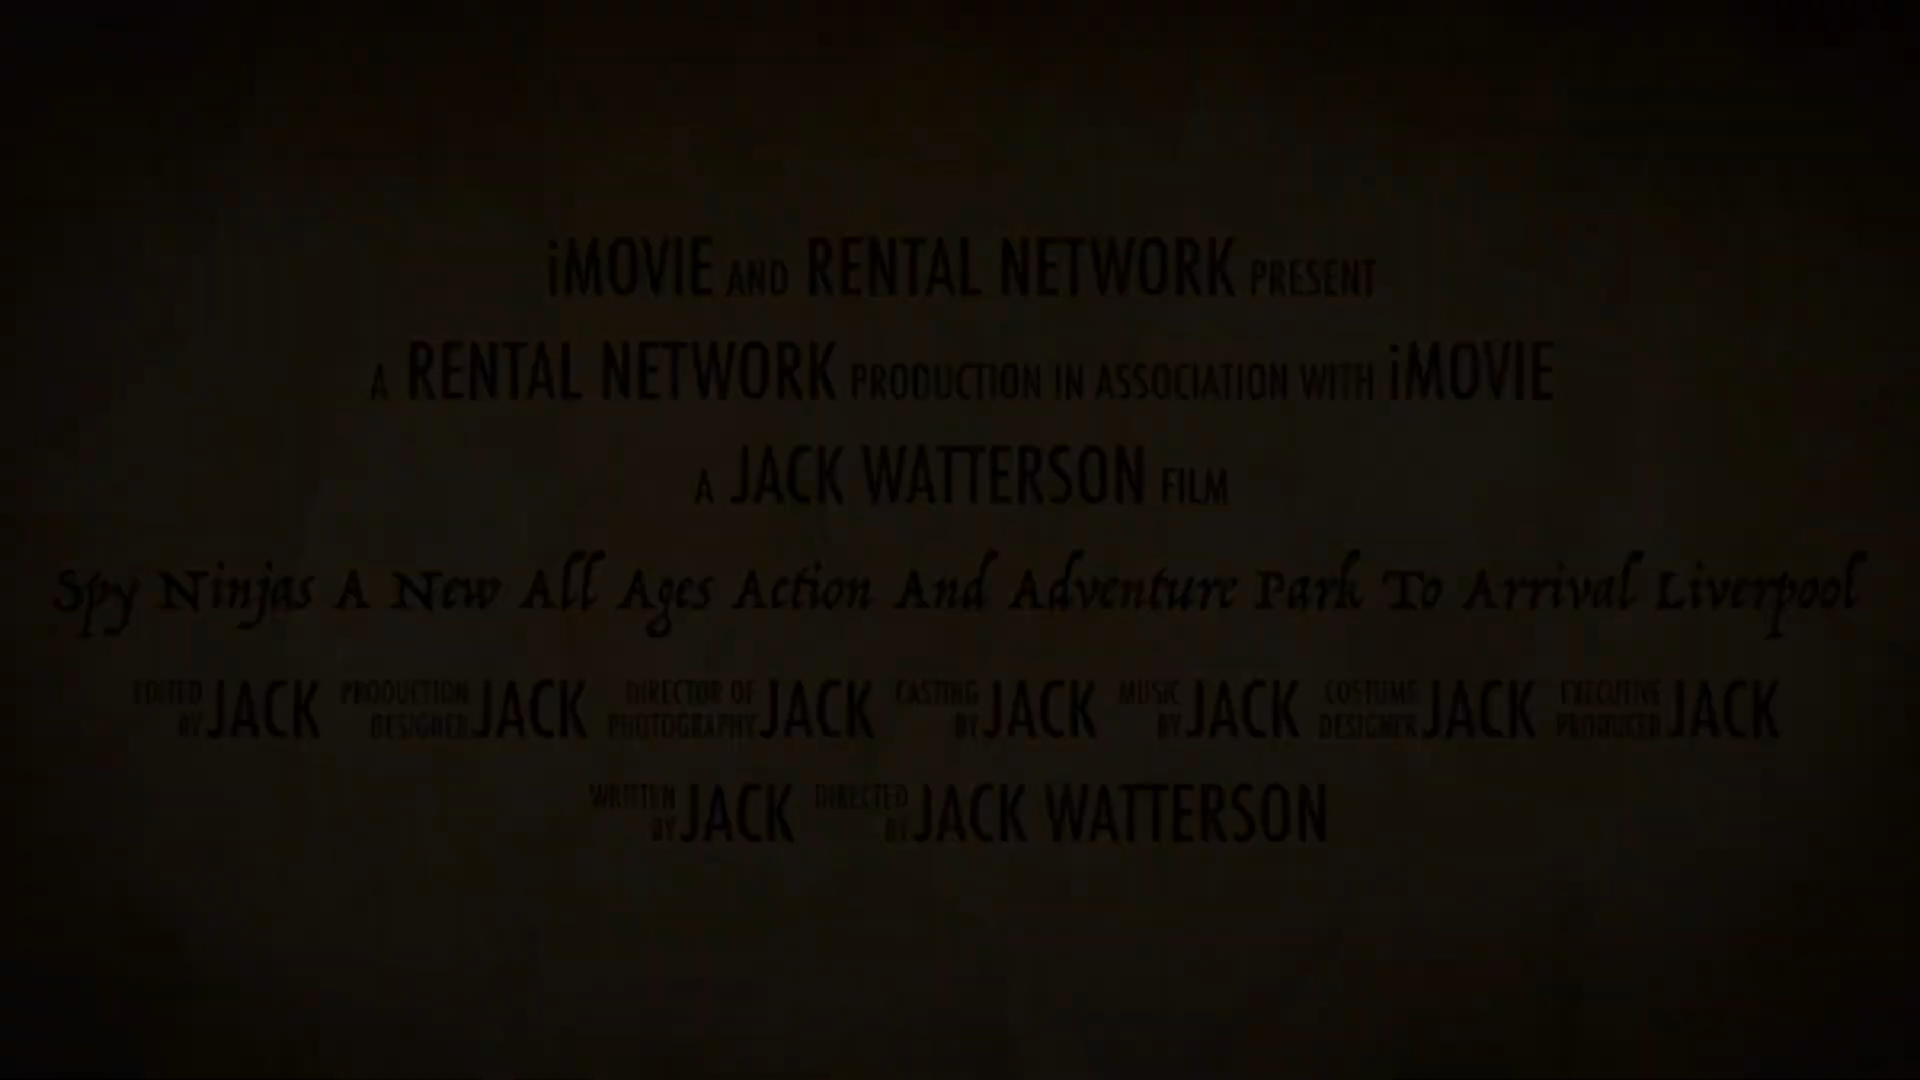 iMOVIE AND RENTAL NETWORK PRESENT
A RENTAL NETWORK PRODUCTION IN ASSOCIATION WITH iMOVIE
A JACK WATTERSON FILM
Spy Ninjas A New All Ages Action And Adventure Park To Arrival Liverpool
EDITED BY JACK PRODUCTION DESIGNER JACK DIRECTOR OF PHOTOGRAPHY JACK CASTING BY JACK MUSIC BY JACK COSTUME DESIGNER JACK EXECUTIVE PRODUCER JACK
WRITTEN BY JACK DIRECTED BY JACK WATTERSON